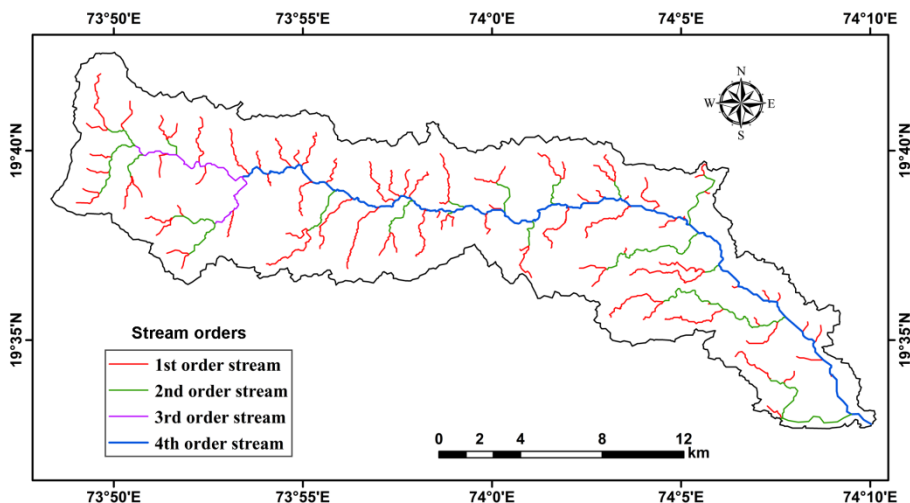 73°50'E 73°55'E 74°0'E 74°5'E 74°10'E
N
W E
S
19°40'N 19°40'N
19°35'N 19°35'N
Stream orders
1st order stream
2nd order stream
3rd order stream
4th order stream
0 2 4 8 12
km
73°50'E 73°55'E 74°0'E 74°5'E 74°10'E